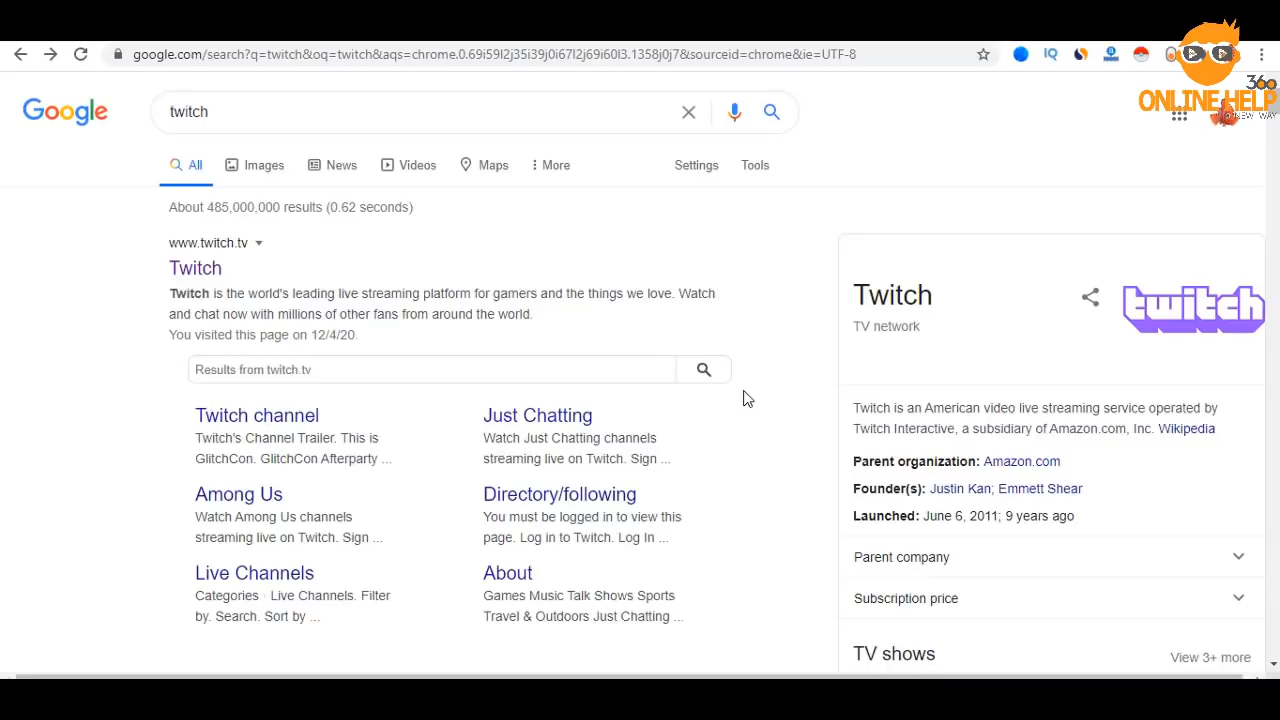 google.com/search?q=twitch&oq=twitch&aqs=chrome.0.69i59l2j35i39j0i67l2j69i60l3.1358j0j7&sourceid=chrome&ie=UTF-8
IQ
360
ONLINE HELP
NEW WAY
Google
twitch
All
Images
News
Videos
Maps
More
Settings
Tools
About 485,000,000 results (0.62 seconds)
www.twitch.tv
Twitch
Twitch is the world's leading live streaming platform for gamers and the things we love. Watch
and chat now with millions of other fans from around the world.
You visited this page on 12/4/20.
Results from twitch.tv
Twitch channel
Twitch's Channel Trailer. This is
GlitchCon. GlitchCon Afterparty ...
Just Chatting
Watch Just Chatting channels
streaming live on Twitch. Sign ...
Among Us
Watch Among Us channels
streaming live on Twitch. Sign ...
Directory/following
You must be logged in to view this
page. Log in to Twitch. Log In ...
Live Channels
Categories · Live Channels. Filter
by. Search. Sort by ...
About
Games Music Talk Shows Sports
Travel & Outdoors Just Chatting ...
Twitch
TV network
twitch
Twitch is an American video live streaming service operated by
Twitch Interactive, a subsidiary of Amazon.com, Inc. Wikipedia
Parent organization: Amazon.com
Founder(s): Justin Kan; Emmett Shear
Launched: June 6, 2011; 9 years ago
Parent company
Subscription price
TV shows
View 3+ more